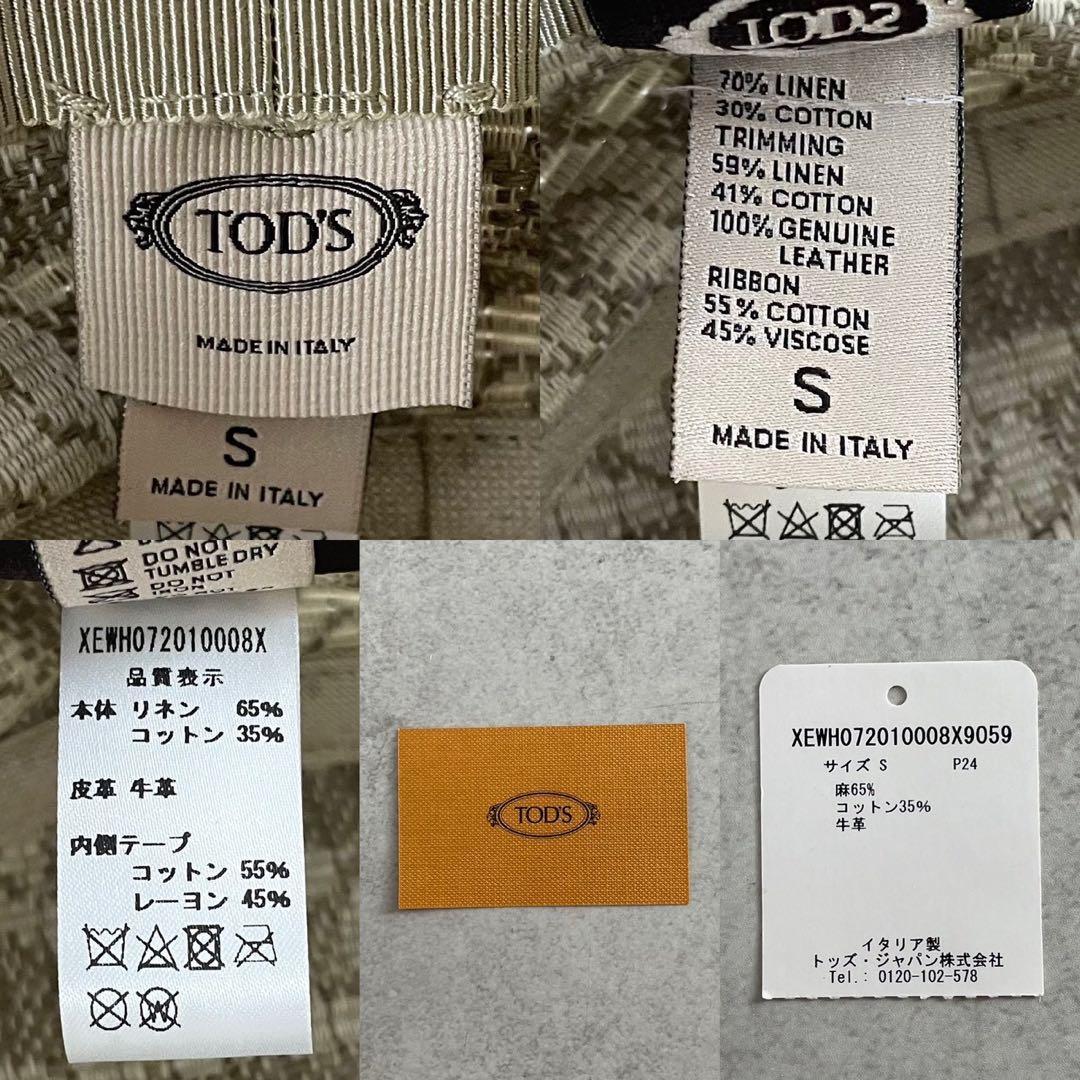 TOD'S
MADE IN ITALY
S
MADE IN ITALY
TOD'S
70% LINEN
30% COTTON
TRIMMING
59% LINEN
41% COTTON
100% GENUINE
LEATHER
RIBBON
55% COTTON
45% VISCOSE
S
MADE IN ITALY
DO NOT
TUMBLE DRY
DO NOT
XEWH072010008X
品質表示
本体 リネン 65%
コットン 35%
皮革 牛革
内側テープ
コットン 55%
レーヨン 45%
TOD'S
XEWH072010008X9059
サイズ S P24
麻65%
コットン35%
牛革
イタリア製
トッズ・ジャパン株式会社
Tel.: 0120-102-578